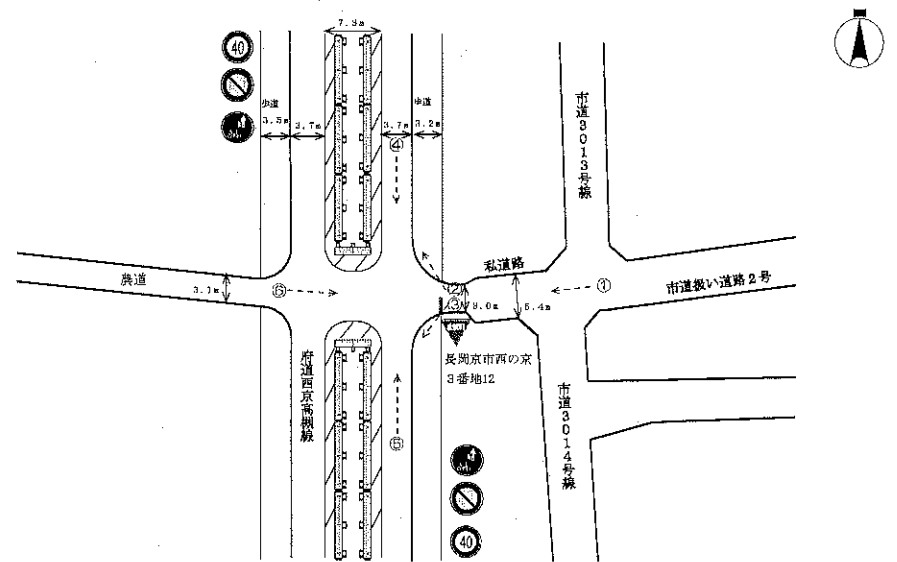 7.3m
40
歩道
3.5m
3.7m
3.7m
歩道
3.2m
④
市道3013号線
農道
3.1m
⑥
私道路
②
③
8.0m
5.4m
①
市道扱い道路2号
長岡京市西の京
3番地12
府道西京高槻線
⑤
市道3014号線
40